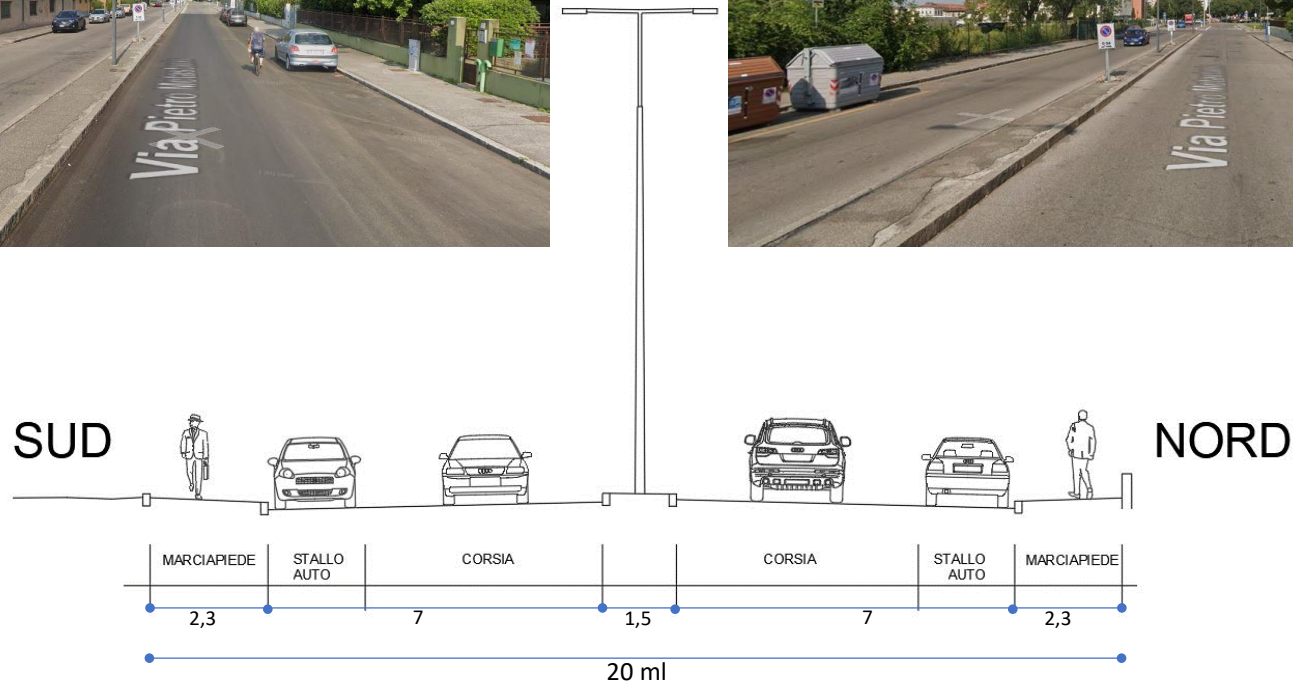 Via Pietro M
Via Pietro M
SUD
NORD
MARCIAPIEDE
STALLO
AUTO
CORSIA
CORSIA
STALLO
AUTO
MARCIAPIEDE
2,3
7
1,5
7
2,3
20 ml